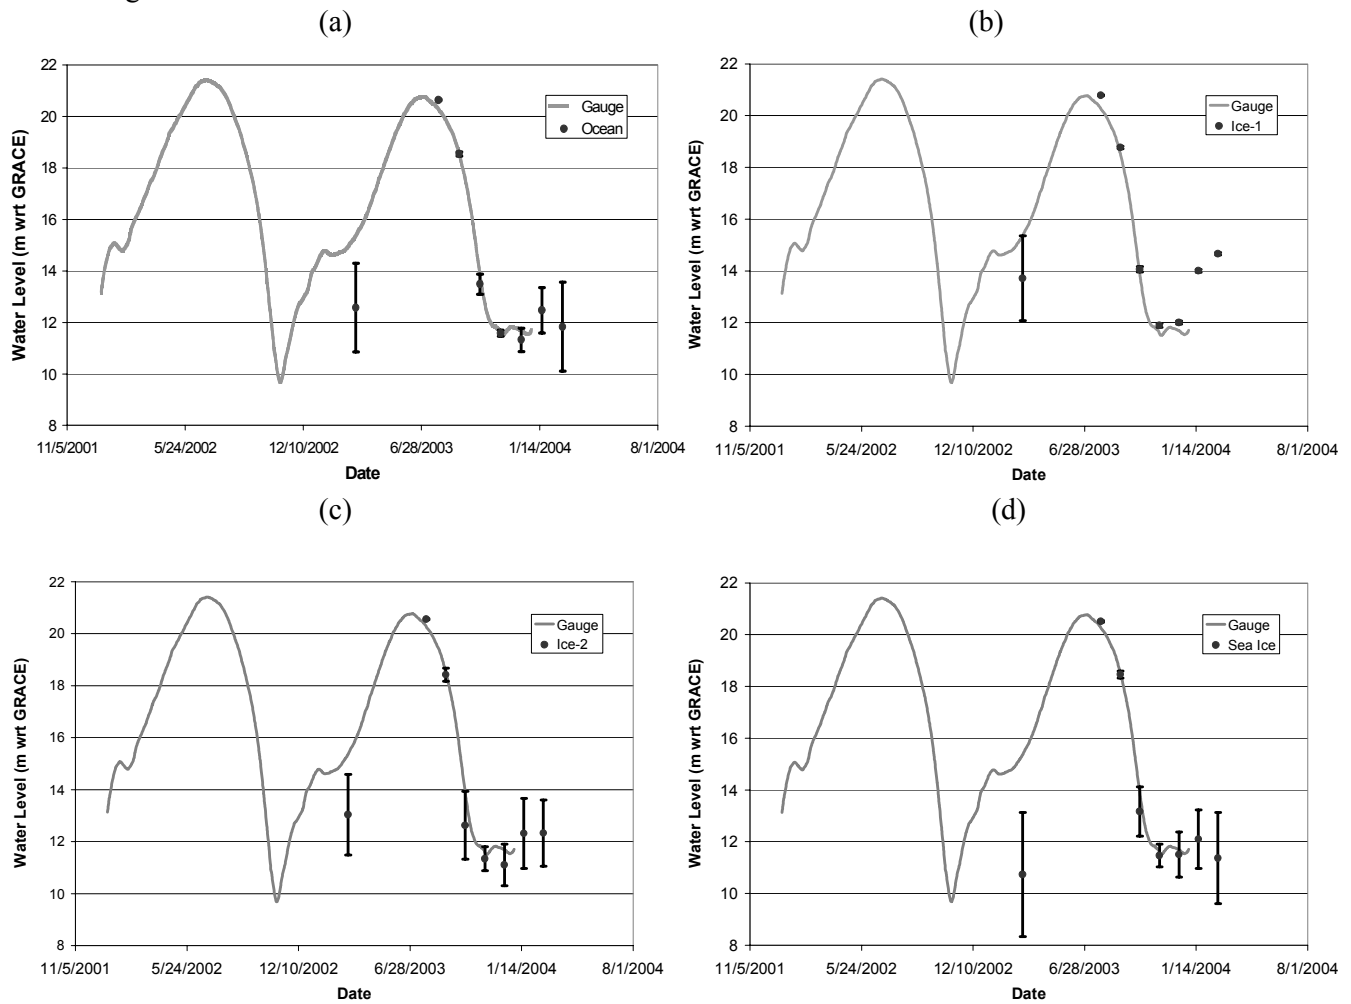 (a)
22
20
18
16
14
12
10
8
Water Level (m wrt GRACE)
Gauge
Ocean
11/5/2001 5/24/2002 12/10/2002 6/28/2003 1/14/2004 8/1/2004
Date
(b)
22
20
18
16
14
12
10
8
Water Level (m wrt GRACE)
Gauge
Ice-1
11/5/2001 5/24/2002 12/10/2002 6/28/2003 1/14/2004 8/1/2004
Date
(c)
22
20
18
16
14
12
10
8
Water Level (m wrt GRACE)
Gauge
Ice-2
11/5/2001 5/24/2002 12/10/2002 6/28/2003 1/14/2004 8/1/2004
Date
(d)
22
20
18
16
14
12
10
8
Water Level (m wrt GRACE)
Gauge
Sea Ice
11/5/2001 5/24/2002 12/10/2002 6/28/2003 1/14/2004 8/1/2004
Date